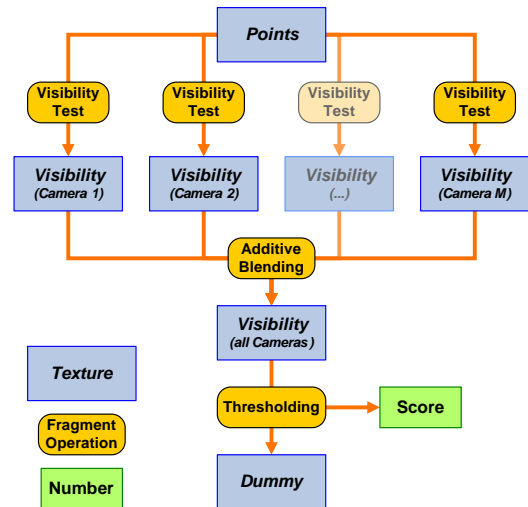 Points
Visibility
Test
Visibility
Test
Visibility
Test
Visibility
Test
Visibility
(Camera 1)
Visibility
(Camera 2)
Visibility
(...)
Visibility
(Camera M)
Additive
Blending
Visibility
(all Cameras)
Texture
Thresholding
Score
Fragment
Operation
Number
Dummy